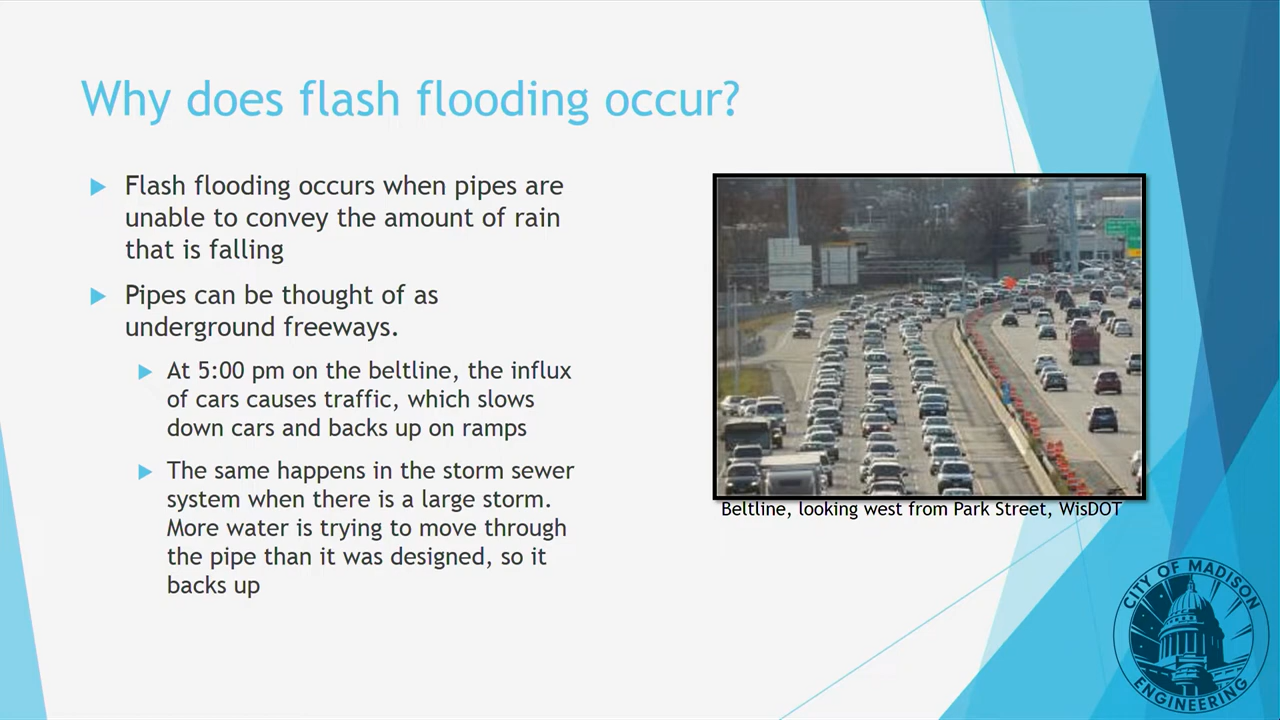 Why does flash flooding occur?
Flash flooding occurs when pipes are
unable to convey the amount of rain
that is falling
Pipes can be thought of as
underground freeways.
At 5:00 pm on the beltline, the influx
of cars causes traffic, which slows
down cars and backs up on ramps
The same happens in the storm sewer
system when there is a large storm.
More water is trying to move through
the pipe than it was designed, so it
backs up
Beltline, looking west from Park Street, WisDOT
CITY OF MADISON
ENGINEERING